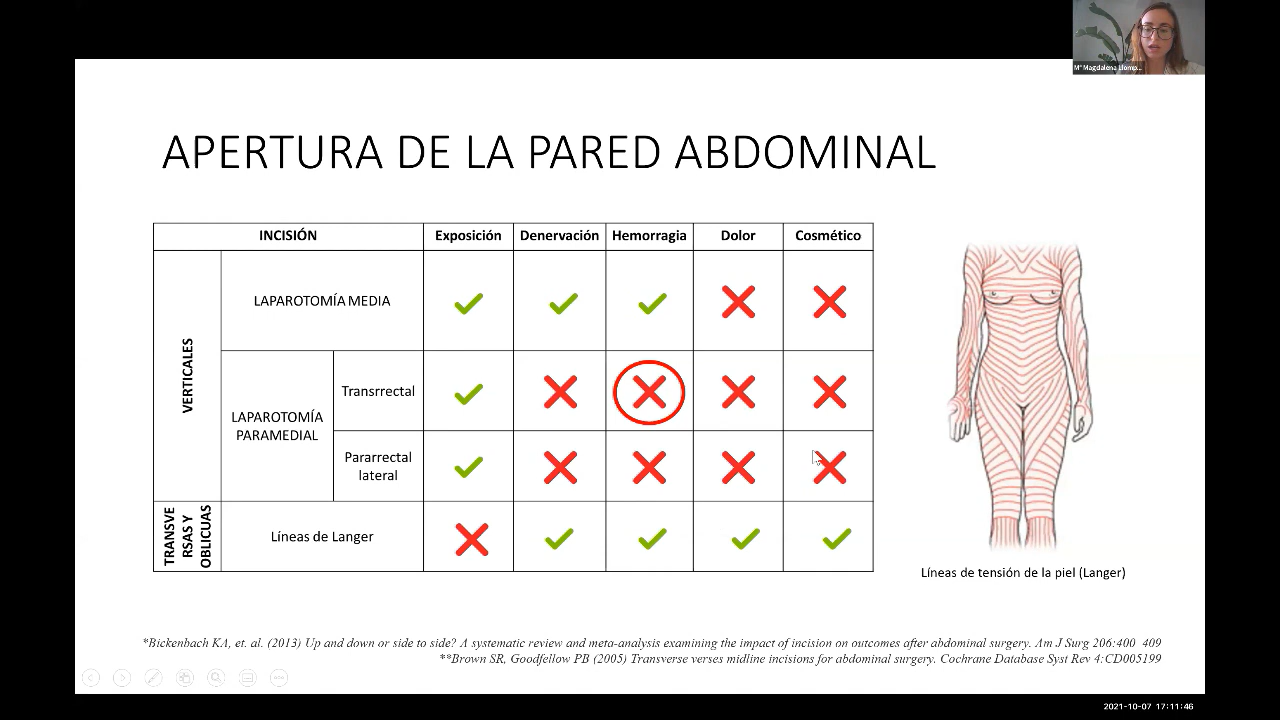 Mª Magdalena Llomp...
APERTURA DE LA PARED ABDOMINAL
INCISIÓN Exposición Denervación Hemorragia Dolor Cosmético
VERTICALES
LAPAROTOMÍA MEDIA
LAPAROTOMÍA
PARAMEDIAL
Transrrectal
Pararrectal
lateral
TRANSVE
RSAS Y
OBLICUAS
Líneas de Langer
Líneas de tensión de la piel (Langer)
*Bickenbach KA, et. al. (2013) Up and down or side to side? A systematic review and meta-analysis examining the impact of incision on outcomes after abdominal surgery. Am J Surg 206:400 409
**Brown SR, Goodfellow PB (2005) Transverse verses midline incisions for abdominal surgery. Cochrane Database Syst Rev 4:CD005199
2021-10-07 17:11:46